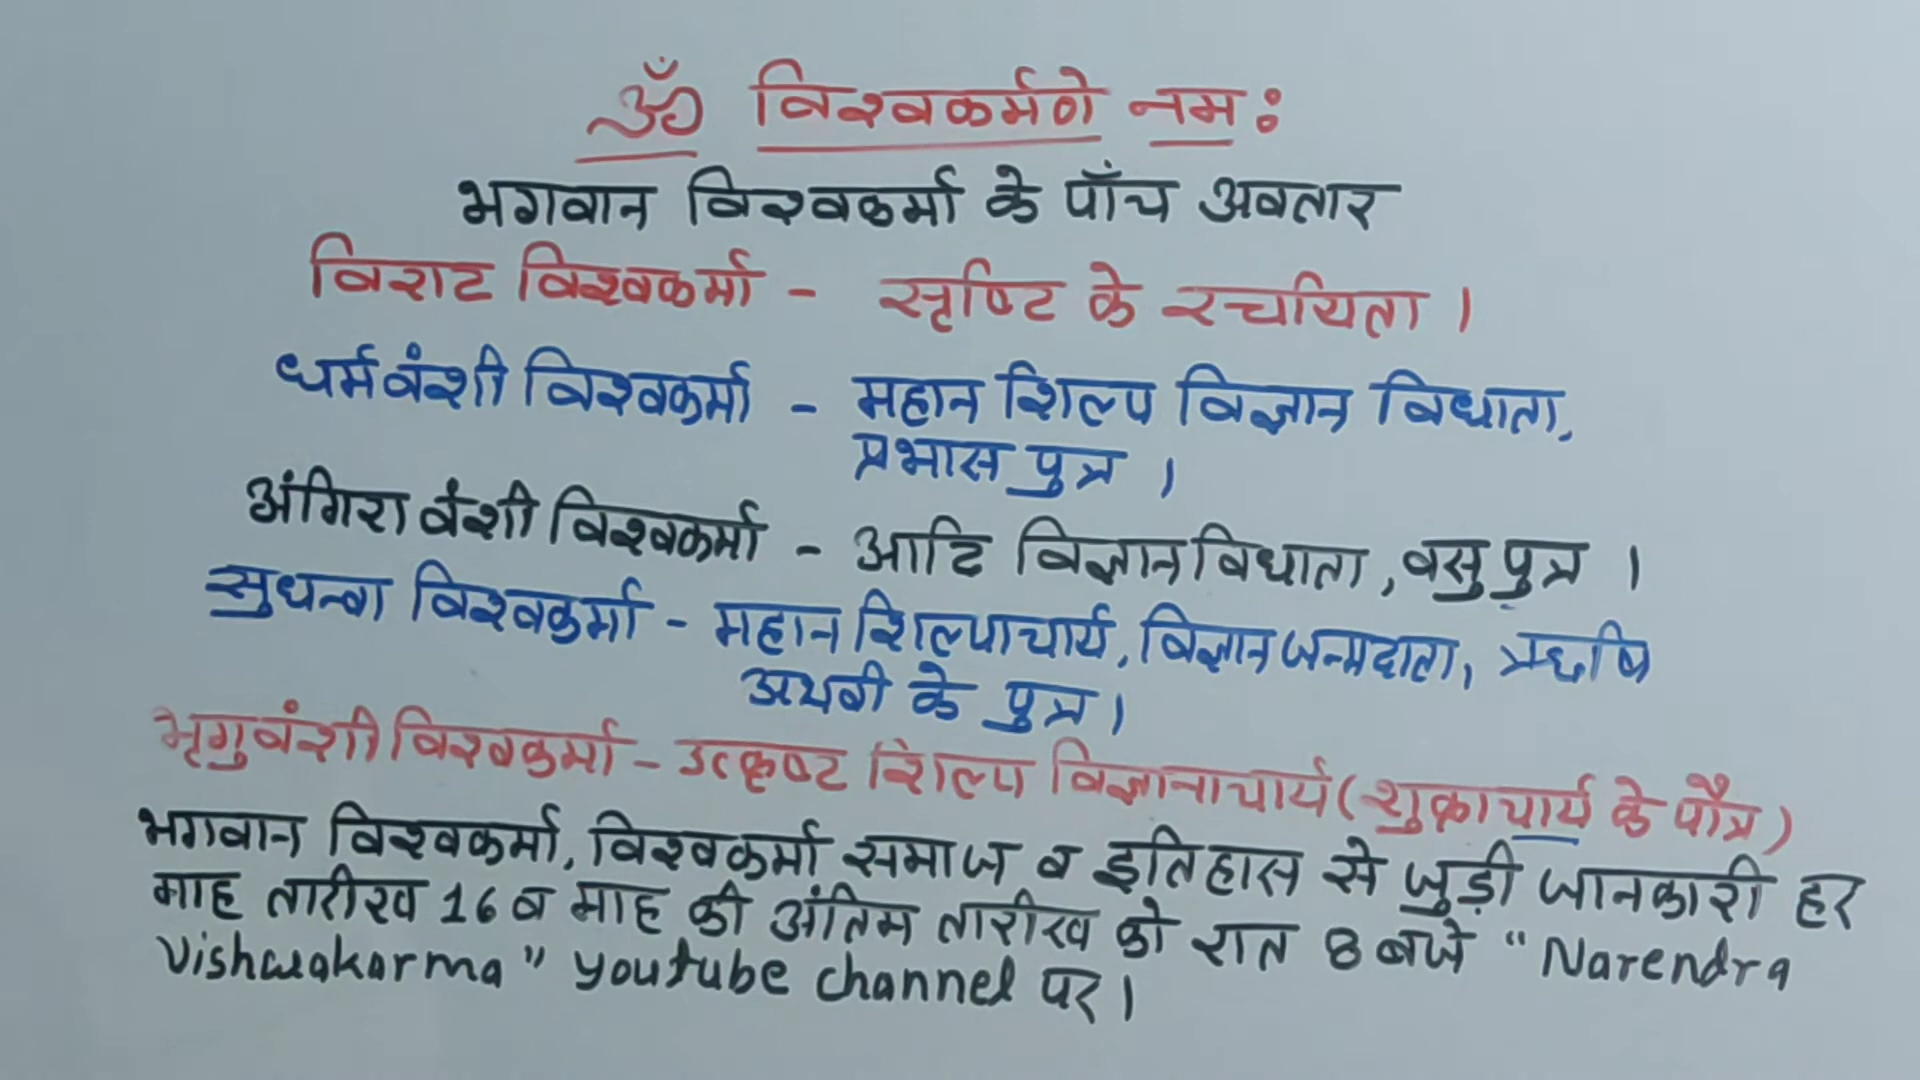 ॐ विश्वकर्मणे नमः
भगवान विश्वकर्मा के पाँच अवतार
विराट विश्वकर्मा - सृष्टि के रचयिता ।
धर्मवंशी विश्वकर्मा - महान शिल्प विज्ञान विधाता,
प्रभास पुत्र ।
अंगिरा वंशी विश्वकर्मा - आदि विज्ञान विधाता, वसु पुत्र ।
सुधन्वा विश्वकर्मा - महान शिल्पाचार्य, विज्ञान जन्मदाता, ऋषि
अथवी के पुत्र ।
भृगुवंशी विश्वकर्मा - उत्कृष्ट शिल्प विज्ञानाचार्य (शुक्राचार्य के पौत्र)
भगवान विश्वकर्मा, विश्वकर्मा समाज व इतिहास से जुड़ी जानकारी हर
माह तारीख 16 व माह की अंतिम तारीख को रात 8 बजे “Narendra
Vishwakarma” youtube channel पर ।